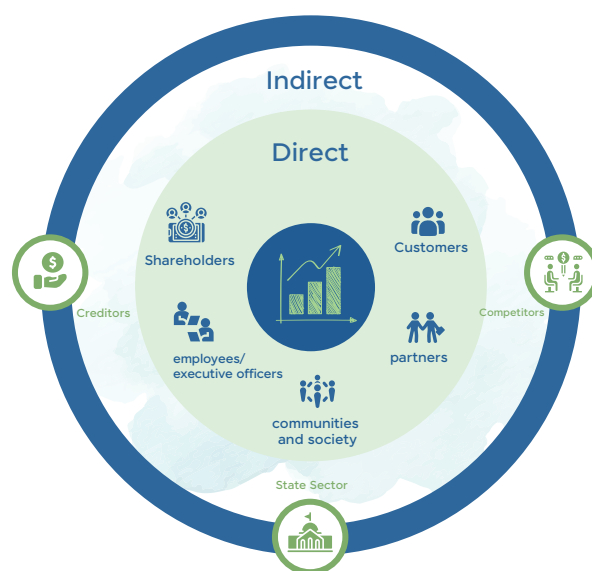 Indirect
Direct
Shareholders
Customers
Creditors
Competitors
employees/
executive officers
partners
communities
and society
State Sector